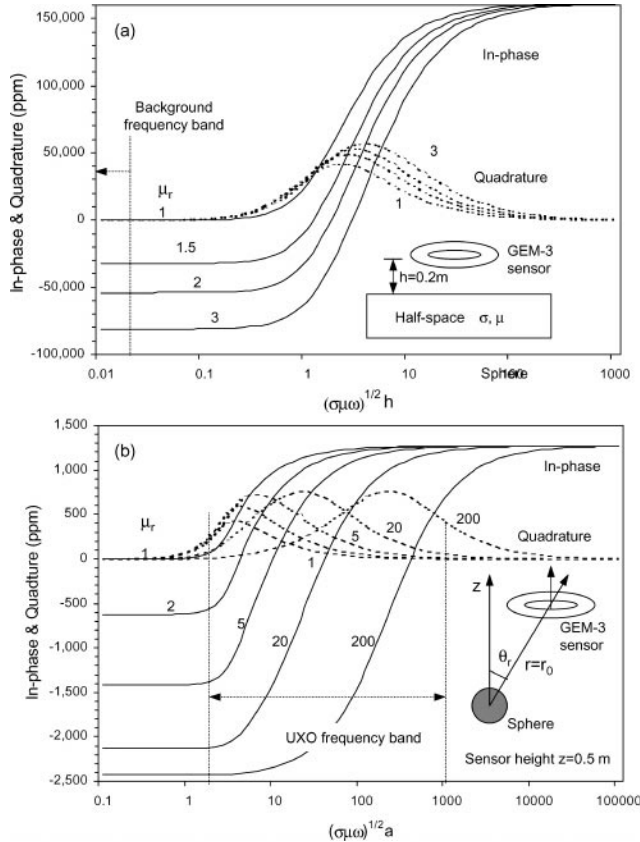 (a)
150,000
100,000
50,000
0
-50,000
-100,000
In-phase & Quadrature (ppm)
In-phase
Background
frequency band
μr
1
1.5
2
3
3
1
Quadrature
GEM-3
sensor
h=0.2m
Half-space σ, μ
0.01 0.1 1 10 100 1000
Sphere
(σμω)^1/2 h
(b)
1,500
1,000
500
0
-500
-1,000
-1,500
-2,000
-2,500
In-phase & Quadture (ppm)
In-phase
μr
1
2
5
20
200
1
5
20
200
Quadrature
z
GEM-3
sensor
θr
r=r0
Sphere
UXO frequency band
Sensor height z=0.5 m
0.1 1 10 100 1000 10000 100000
(σμω)^1/2 a